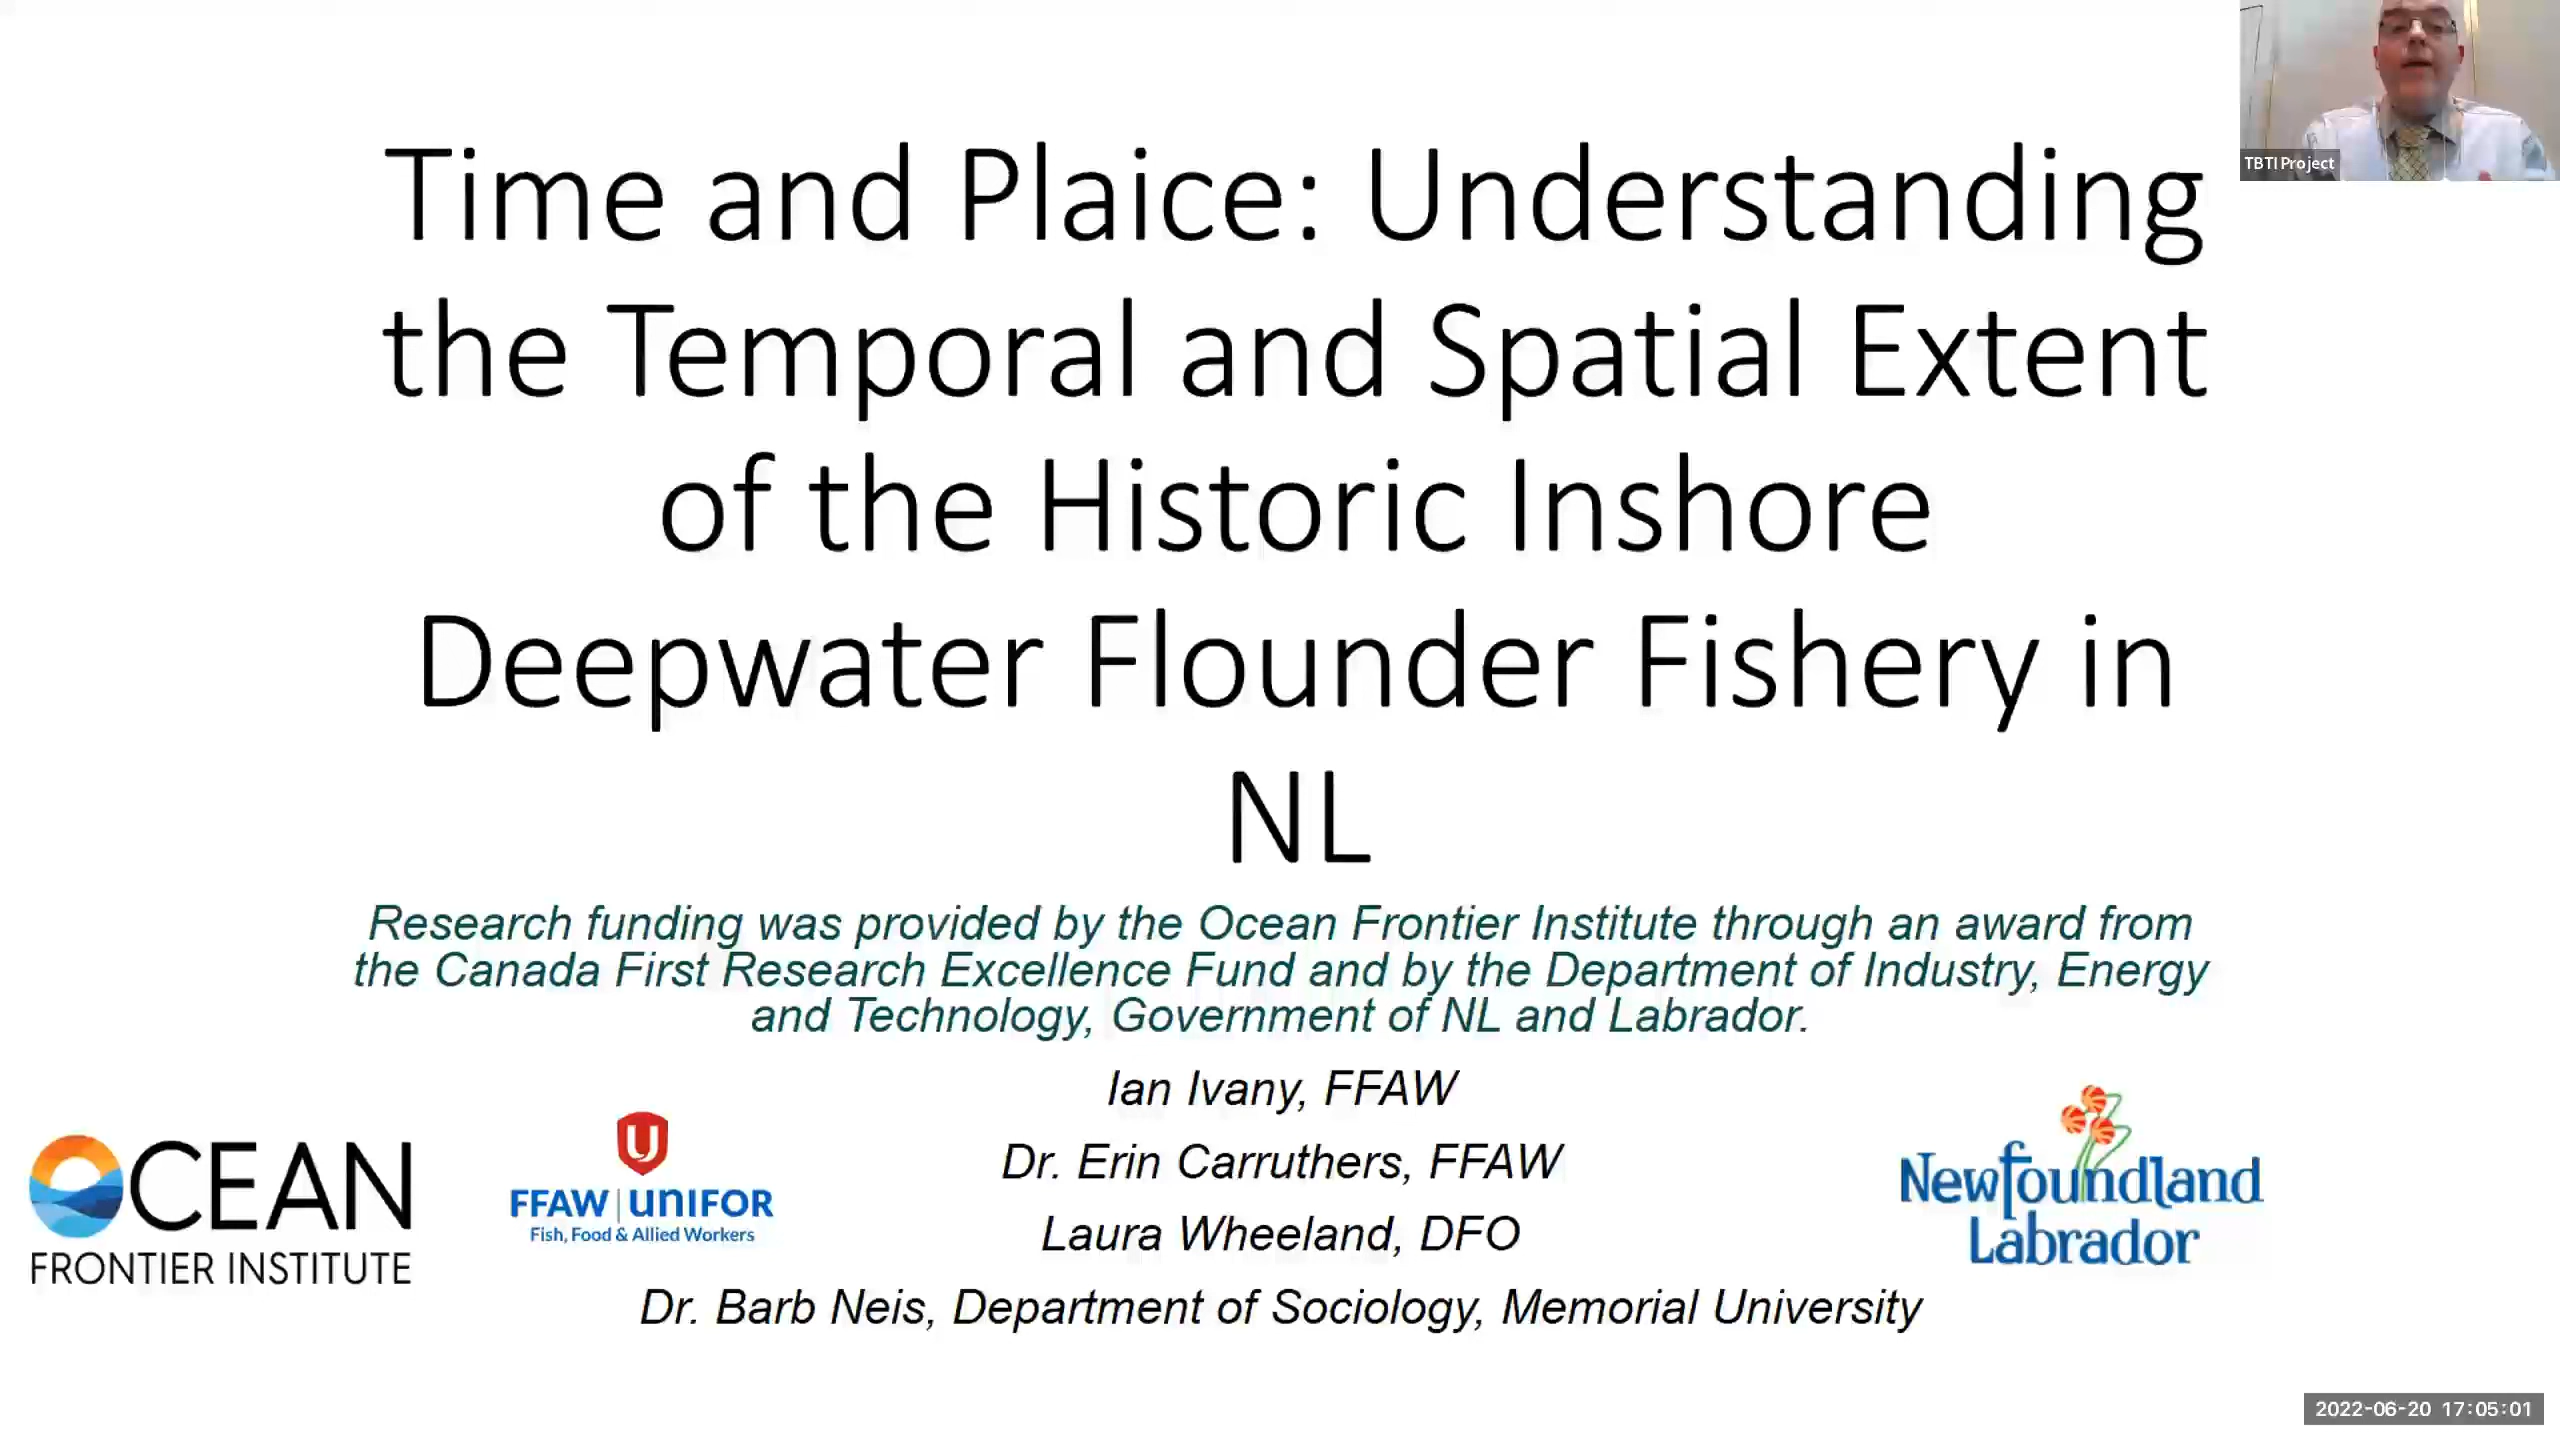 TBTI Project
Time and Plaice: Understanding
the Temporal and Spatial Extent
of the Historic Inshore
Deepwater Flounder Fishery in
NL
Research funding was provided by the Ocean Frontier Institute through an award from
the Canada First Research Excellence Fund and by the Department of Industry, Energy
and Technology, Government of NL and Labrador.
Ian Ivany, FFAW
Dr. Erin Carruthers, FFAW
Laura Wheeland, DFO
Dr. Barb Neis, Department of Sociology, Memorial University
OCEAN
FRONTIER INSTITUTE
U
FFAW | UNIFOR
Fish, Food & Allied Workers
Newfoundland
Labrador
2022-06-20 17:05:01